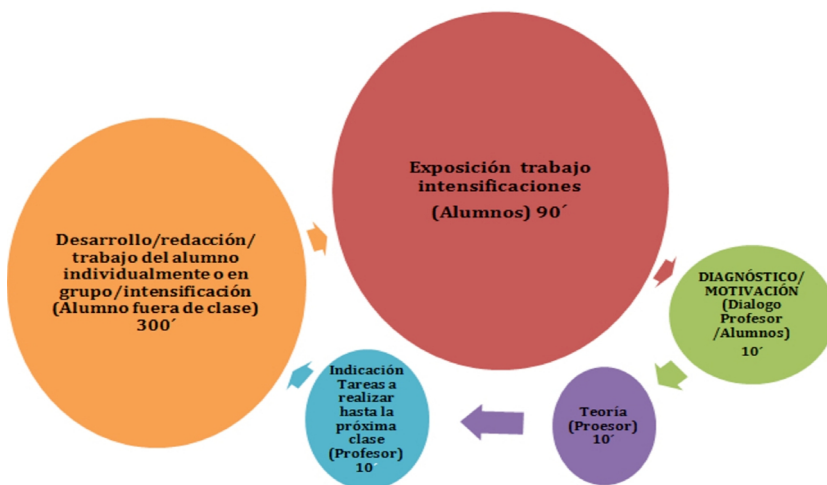 Exposición trabajo
intensificaciones
(Alumnos) 90´
Desarrollo/redacción/
trabajo del alumno
individualmente o en
grupo/intensificación
(Alumno fuera de clase)
300´
DIAGNÓSTICO/
MOTIVACIÓN
(Dialogo
Profesor
/Alumnos)
10´
Teoría
(Proesor)
10´
Indicación
Tareas a
realizar hasta
la próxima
clase
(Profesor)
10´